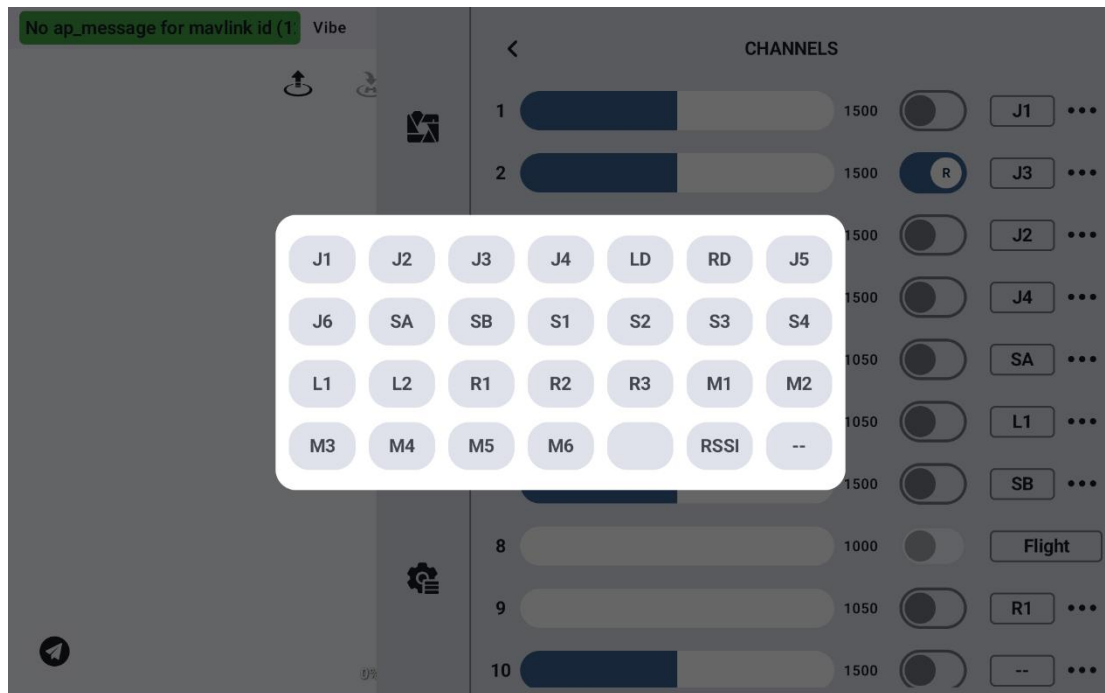 No ap_message for mavlink id (1
Vibe
CHANNELS
1 1500 J1
2 1500 R J3
1500 J2
1500 J4
1050 SA
1050 L1
1500 SB
8 1000 Flight
9 1050 R1
10 1500 --
J1 J2 J3 J4 LD RD J5
J6 SA SB S1 S2 S3 S4
L1 L2 R1 R2 R3 M1 M2
M3 M4 M5 M6 RSSI --
0%